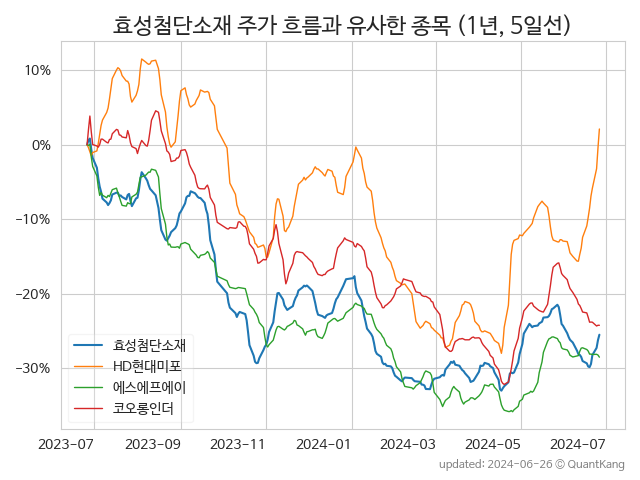 효성첨단소재 주가 흐름과 유사한 종목 (1년, 5일선)
10%
0%
−10%
−20%
−30%
효성첨단소재
HD현대미포
에스에프에이
코오롱인더
2023-07 2023-09 2023-11 2024-01 2024-03 2024-05 2024-07
updated: 2024-06-26 © QuantKang